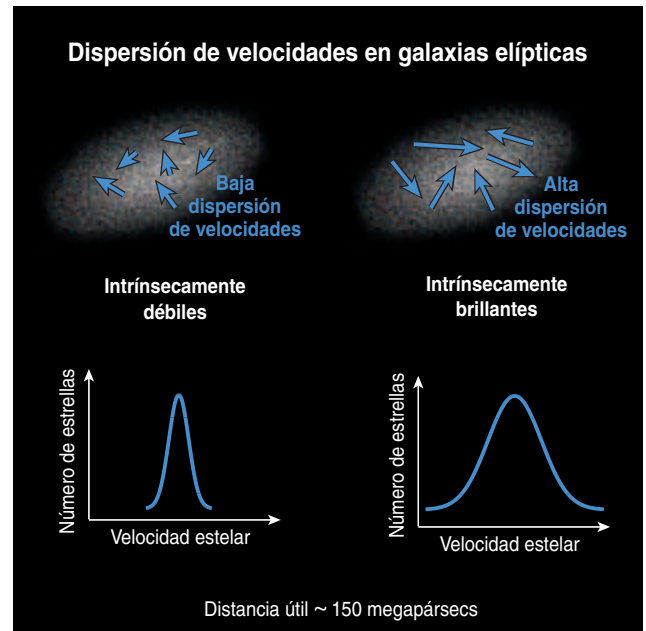 Dispersión de velocidades en galaxias elípticas
Baja
dispersión
de velocidades
Alta
dispersión
de velocidades
Intrínsecamente
débiles
Intrínsecamente
brillantes
Número de estrellas
Velocidad estelar
Número de estrellas
Velocidad estelar
Distancia útil ~ 150 megapársecs